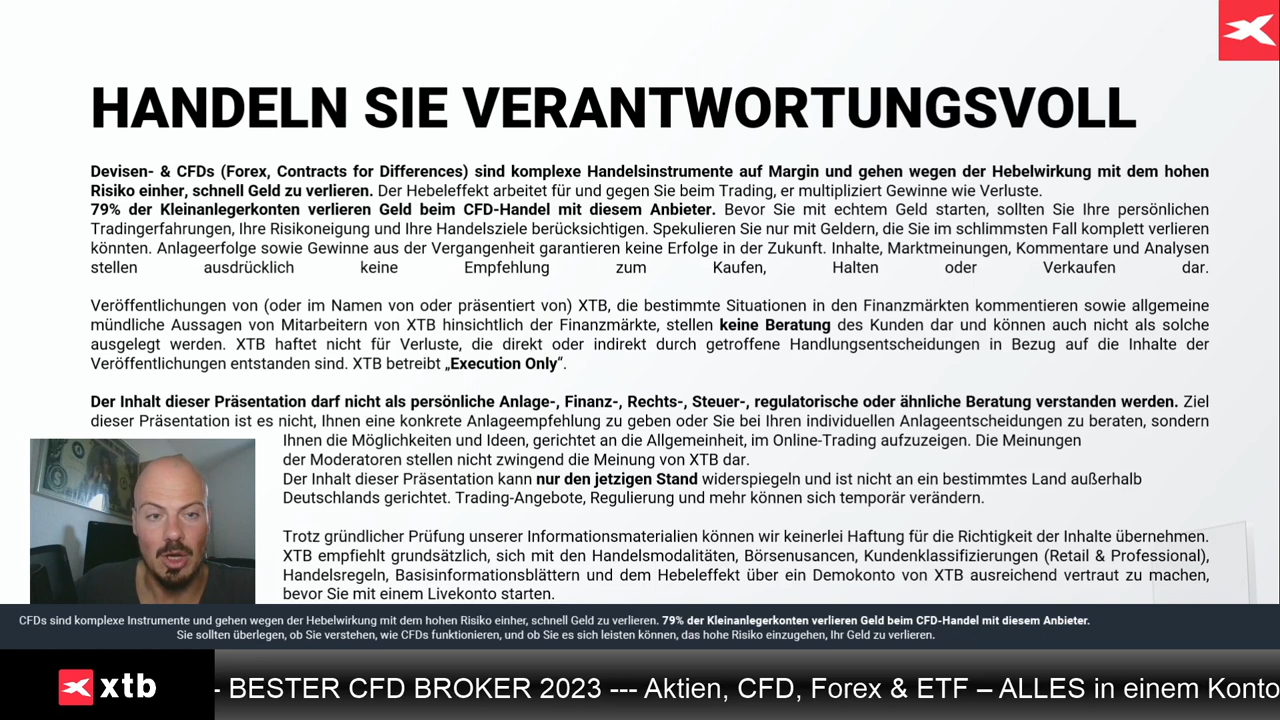 HANDELN SIE VERANTWORTUNGSVOLL
Devisen- & CFDs (Forex, Contracts for Differences) sind komplexe Handelsinstrumente auf Margin und gehen wegen der Hebelwirkung mit dem hohen
Risiko einher, schnell Geld zu verlieren. Der Hebeleffekt arbeitet für und gegen Sie beim Trading, er multipliziert Gewinne wie Verluste.
79% der Kleinanlegerkonten verlieren Geld beim CFD-Handel mit diesem Anbieter. Bevor Sie mit echtem Geld starten, sollten Sie Ihre persönlichen
Tradingerfahrungen, Ihre Risikoneigung und Ihre Handelsziele berücksichtigen. Spekulieren Sie nur mit Geldern, die Sie im schlimmsten Fall komplett verlieren
könnten. Anlageerfolge sowie Gewinne aus der Vergangenheit garantieren keine Erfolge in der Zukunft. Inhalte, Marktmeinungen, Kommentare und Analysen
stellen ausdrücklich keine Empfehlung zum Kaufen, Halten oder Verkaufen dar.
Veröffentlichungen von (oder im Namen von oder präsentiert von) XTB, die bestimmte Situationen in den Finanzmärkten kommentieren sowie allgemeine
mündliche Aussagen von Mitarbeitern von XTB hinsichtlich der Finanzmärkte, stellen keine Beratung des Kunden dar und können auch nicht als solche
ausgelegt werden. XTB haftet nicht für Verluste, die direkt oder indirekt durch getroffene Handlungsentscheidungen in Bezug auf die Inhalte der
Veröffentlichungen entstanden sind. XTB betreibt „Execution Only“.
Der Inhalt dieser Präsentation darf nicht als persönliche Anlage-, Finanz-, Rechts-, Steuer-, regulatorische oder ähnliche Beratung verstanden werden. Ziel
dieser Präsentation ist es nicht, Ihnen eine konkrete Anlageempfehlung zu geben oder Sie bei Ihren individuellen Anlageentscheidungen zu beraten, sondern
Ihnen die Möglichkeiten und Ideen, gerichtet an die Allgemeinheit, im Online-Trading aufzuzeigen. Die Meinungen
der Moderatoren stellen nicht zwingend die Meinung von XTB dar.
Der Inhalt dieser Präsentation kann nur den jetzigen Stand widerspiegeln und ist nicht an ein bestimmtes Land außerhalb
Deutschlands gerichtet. Trading-Angebote, Regulierung und mehr können sich temporär verändern.
Trotz gründlicher Prüfung unserer Informationsmaterialien können wir keinerlei Haftung für die Richtigkeit der Inhalte übernehmen.
XTB empfiehlt grundsätzlich, sich mit den Handelsmodalitäten, Börsenusancen, Kundenklassifizierungen (Retail & Professional),
Handelsregeln, Basisinformationsblättern und dem Hebeleffekt über ein Demokonto von XTB ausreichend vertraut zu machen,
bevor Sie mit einem Livekonto starten.
CFDs sind komplexe Instrumente und gehen wegen der Hebelwirkung mit dem hohen Risiko einher, schnell Geld zu verlieren. 79% der Kleinanlegerkonten verlieren Geld beim CFD-Handel mit diesem Anbieter.
Sie sollten überlegen, ob Sie verstehen, wie CFDs funktionieren, und ob Sie es sich leisten können, das hohe Risiko einzugehen, Ihr Geld zu verlieren.
xtb
- BESTER CFD BROKER 2023 --- Aktien, CFD, Forex & ETF – ALLES in einem Konto